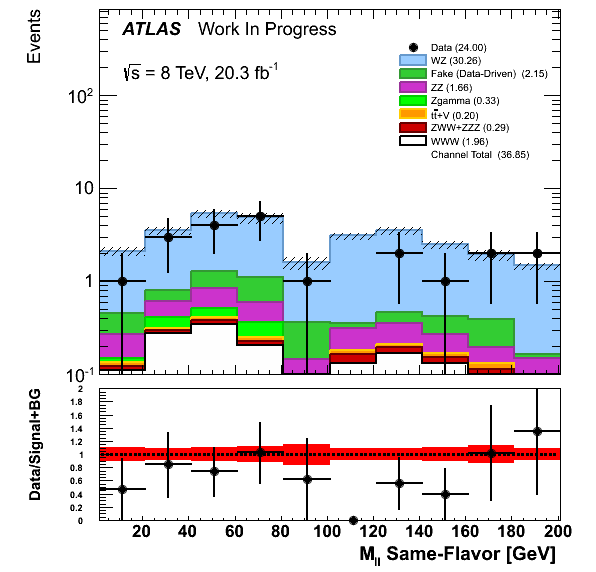 Events
ATLAS Work In Progress
√s = 8 TeV, 20.3 fb⁻¹
Data (24.00)
WZ (30.26)
Fake (Data-Driven) (2.15)
ZZ (1.66)
Zgamma (0.33)
tt̄+V (0.20)
ZWW+ZZZ (0.29)
WWW (1.96)
Channel Total (36.85)
10²
10
1
10⁻¹
Data/Signal+BG
2
1.8
1.6
1.4
1.2
1
0.8
0.6
0.4
0.2
0
20 40 60 80 100 120 140 160 180 200
M_ll Same-Flavor [GeV]